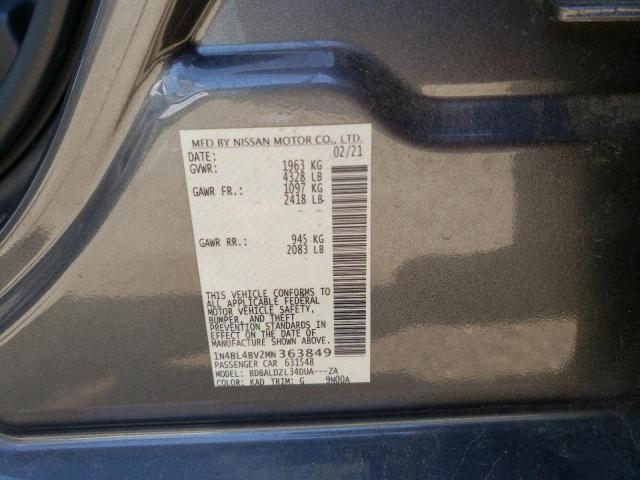 MFD BY NISSAN MOTOR CO., LTD.
DATE: 02/21
GVWR: 1963 KG
4328 LB
GAWR FR.: 1097 KG
2418 LB
GAWR RR.: 945 KG
2083 LB
THIS VEHICLE CONFORMS TO
ALL APPLICABLE FEDERAL
MOTOR VEHICLE SAFETY,
BUMPER, AND THEFT
PREVENTION STANDARDS IN
EFFECT ON THE DATE OF
MANUFACTURE SHOWN ABOVE.
1N4BL4BV2MN363849
PASSENGER CAR 631548
MODEL: BDBALDZL34DUA---ZA
COLOR: KAD TRIM: G 9N00A